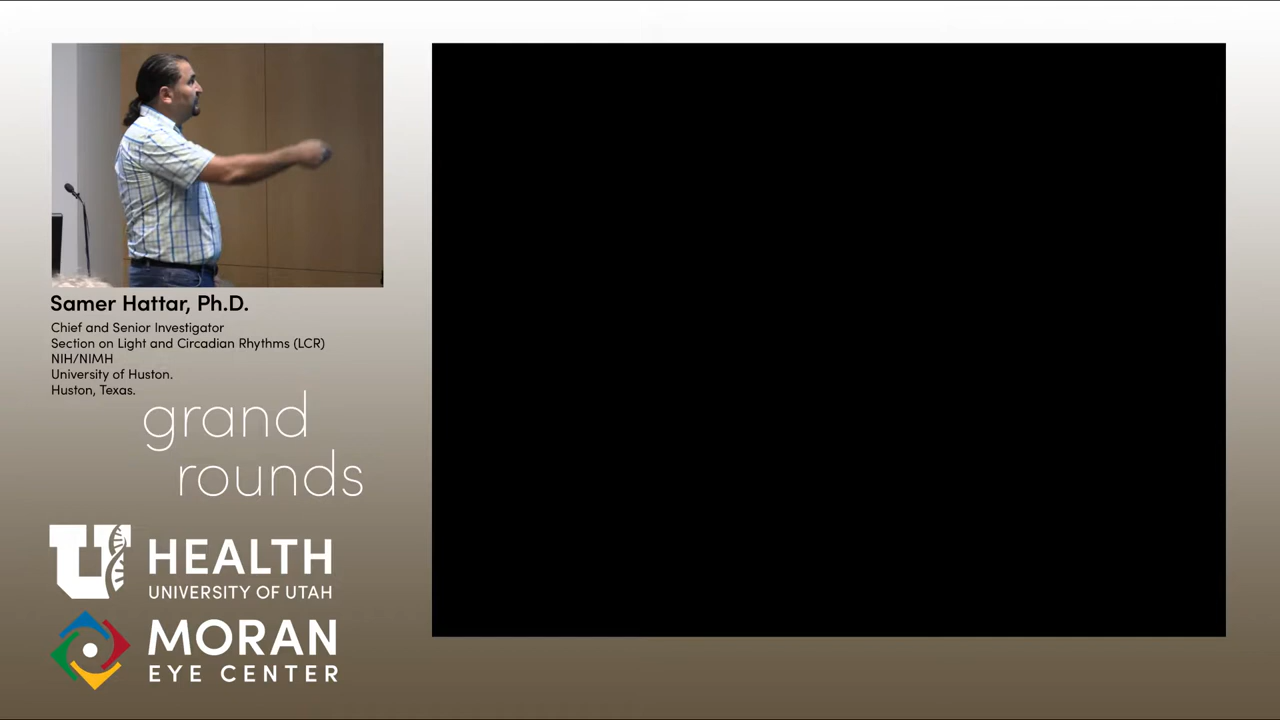 Samer Hattar, Ph.D.
Chief and Senior Investigator
Section on Light and Circadian Rhythms (LCR)
NIH/NIMH
University of Huston.
Huston, Texas.
grand
rounds
U HEALTH
UNIVERSITY OF UTAH
MORAN
EYE CENTER